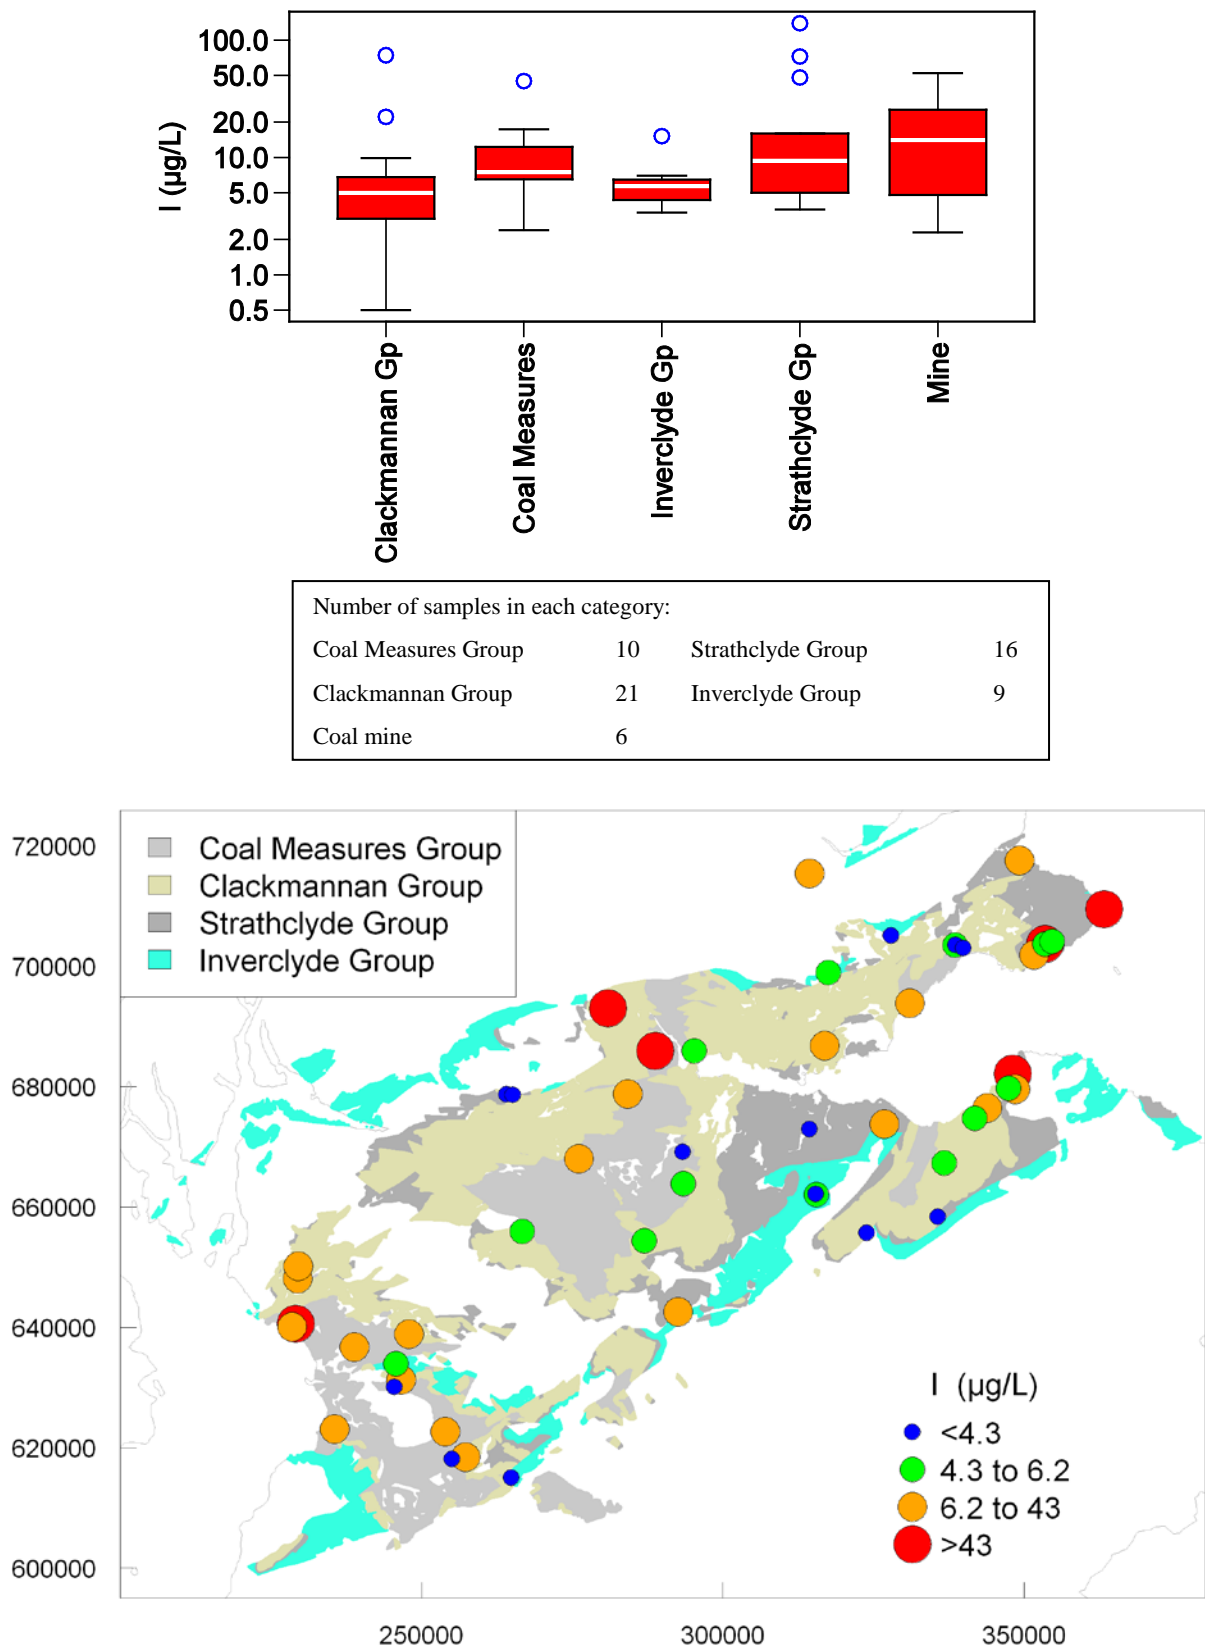 100.0
50.0
20.0
10.0
5.0
2.0
1.0
0.5
I (µg/L)
Clackmannan Gp
Coal Measures
Inverclyde Gp
Strathclyde Gp
Mine
Number of samples in each category:
Coal Measures Group 10 Strathclyde Group 16
Clackmannan Group 21 Inverclyde Group 9
Coal mine 6
Coal Measures Group
Clackmannan Group
Strathclyde Group
Inverclyde Group
720000
700000
680000
660000
640000
620000
600000
I (µg/L)
<4.3
4.3 to 6.2
6.2 to 43
>43
250000 300000 350000